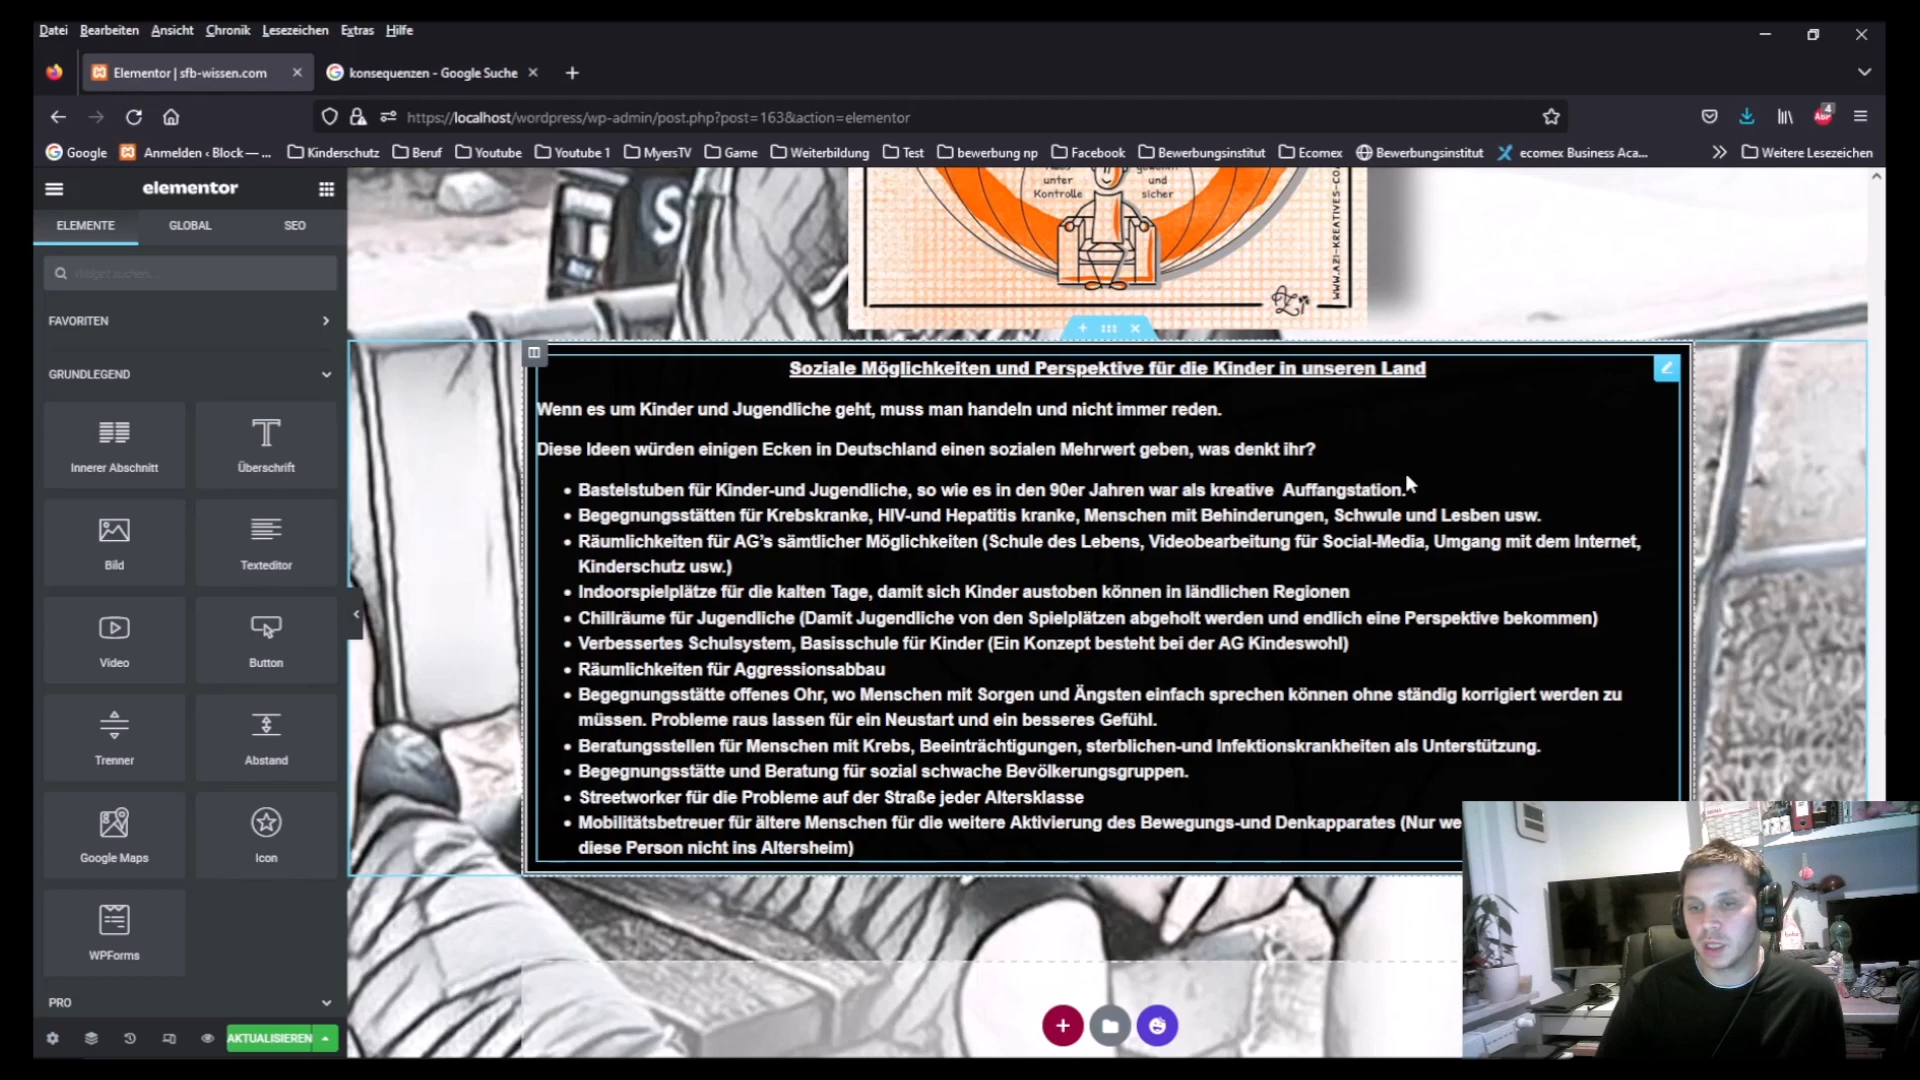 Datei Bearbeiten Ansicht Chronik Lesezeichen Extras Hilfe
Elementor | sfb-wissen.com
konsequenzen - Google Suche
https://localhost/wordpress/wp-admin/post.php?post=163&action=elementor
4
ABP
Google Anmelden ‹ Block — ... Kinderschutz Beruf Youtube Youtube 1 MyersTV Game Weiterbildung Test bewerbung np Facebook Bewerbungsinstitut Ecomex Bewerbungsinstitut ecomex Business Aca... Weitere Lesezeichen
elementor
ELEMENTE GLOBAL SEO
Widget suchen...
FAVORITEN
GRUNDLEGEND
Innerer Abschnitt
Überschrift
Bild
Texteditor
Video
Button
Trenner
Abstand
Google Maps
Icon
WPForms
PRO
AKTUALISIEREN
S
unter
Kontrolle
und
sicher
WWW.AZI-KREATIVES-CO
Soziale Möglichkeiten und Perspektive für die Kinder in unseren Land
Wenn es um Kinder und Jugendliche geht, muss man handeln und nicht immer reden.
Diese Ideen würden einigen Ecken in Deutschland einen sozialen Mehrwert geben, was denkt ihr?
• Bastelstuben für Kinder-und Jugendliche, so wie es in den 90er Jahren war als kreative Auffangstation.
• Begegnungsstätten für Krebskranke, HIV-und Hepatitis kranke, Menschen mit Behinderungen, Schwule und Lesben usw.
• Räumlichkeiten für AG's sämtlicher Möglichkeiten (Schule des Lebens, Videobearbeitung für Social-Media, Umgang mit dem Internet,
Kinderschutz usw.)
• Indoorspielplätze für die kalten Tage, damit sich Kinder austoben können in ländlichen Regionen
• Chillräume für Jugendliche (Damit Jugendliche von den Spielplätzen abgeholt werden und endlich eine Perspektive bekommen)
• Verbessertes Schulsystem, Basisschule für Kinder (Ein Konzept besteht bei der AG Kindeswohl)
• Räumlichkeiten für Aggressionsabbau
• Begegnungsstätte offenes Ohr, wo Menschen mit Sorgen und Ängsten einfach sprechen können ohne ständig korrigiert werden zu
müssen. Probleme raus lassen für ein Neustart und ein besseres Gefühl.
• Beratungsstellen für Menschen mit Krebs, Beeinträchtigungen, sterblichen-und Infektionskrankheiten als Unterstützung.
• Begegnungsstätte und Beratung für sozial schwache Bevölkerungsgruppen.
• Streetworker für die Probleme auf der Straße jeder Altersklasse
• Mobilitätsbetreuer für ältere Menschen für die weitere Aktivierung des Bewegungs-und Denkapparates (Nur we
diese Person nicht ins Altersheim)